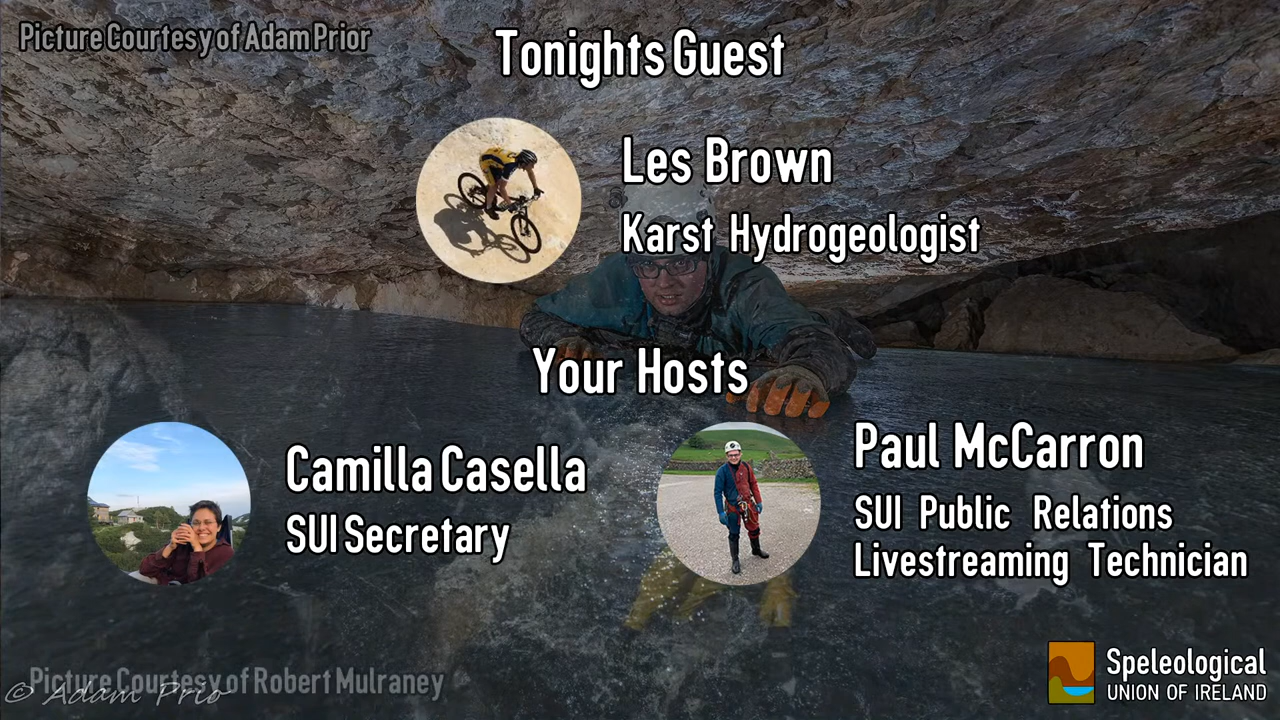 Picture Courtesy of Adam Prior
Tonights Guest
Les Brown
Karst Hydrogeologist
Your Hosts
Camilla Casella
SUI Secretary
Paul McCarron
SUI Public Relations
Livestreaming Technician
Picture Courtesy of Robert Mulraney
© Adam Prio
Speleological
UNION OF IRELAND